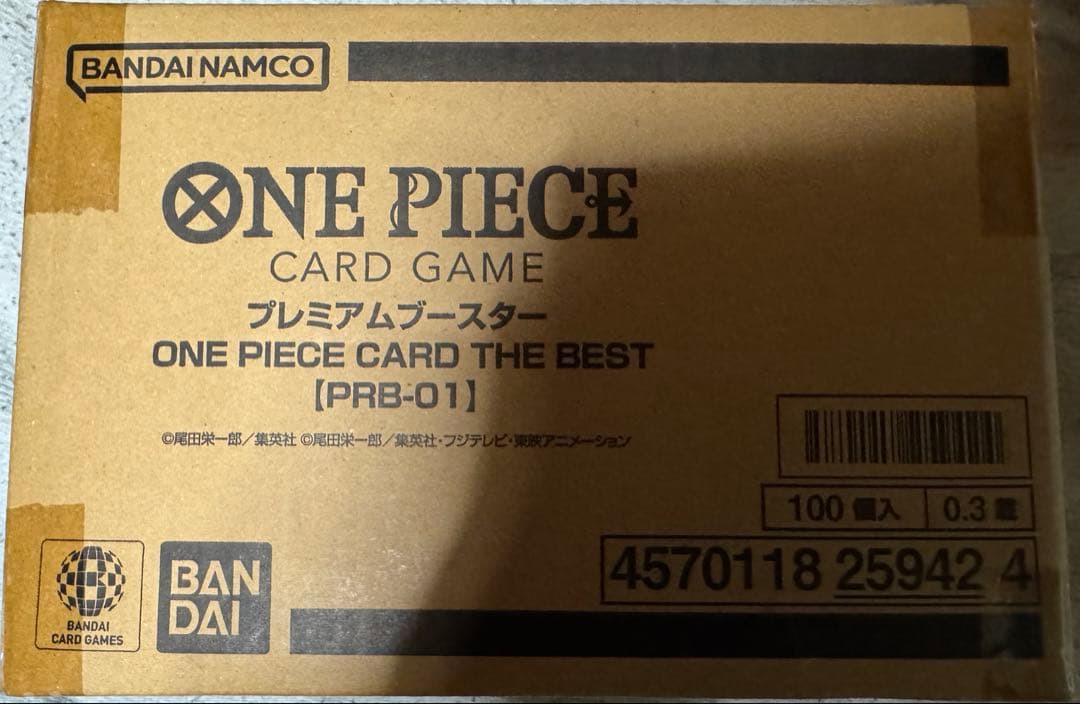 BANDAI NAMCO
ONE PIECE
CARD GAME
プレミアムブースター
ONE PIECE CARD THE BEST
【PRB-01】
©尾田栄一郎／集英社 ©尾田栄一郎／集英社・フジテレビ・東映アニメーション
100 個入 0.3
4570118 25942 4
BANDAI
CARD GAMES
BAN
DAI